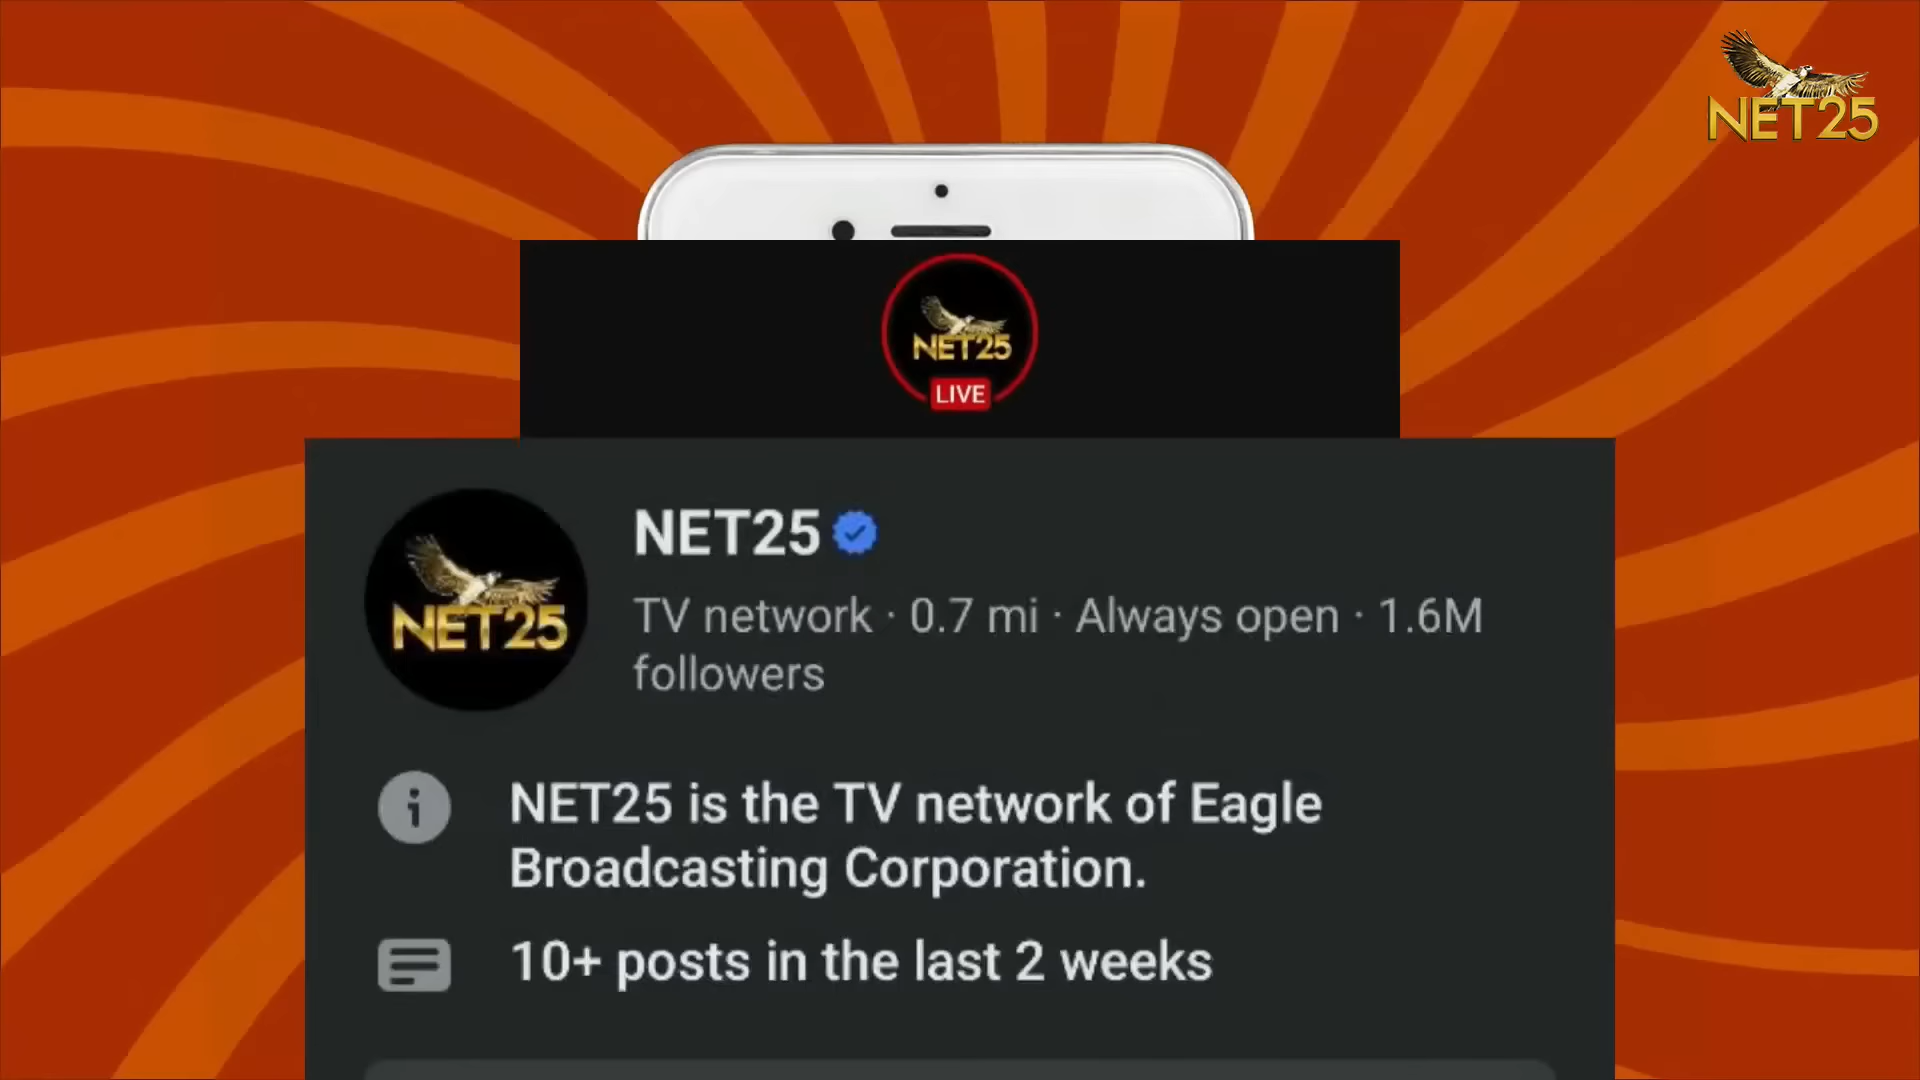 NET25
NET25
LIVE
NET25
NET25
TV network · 0.7 mi · Always open · 1.6M
followers
NET25 is the TV network of Eagle
Broadcasting Corporation.
10+ posts in the last 2 weeks